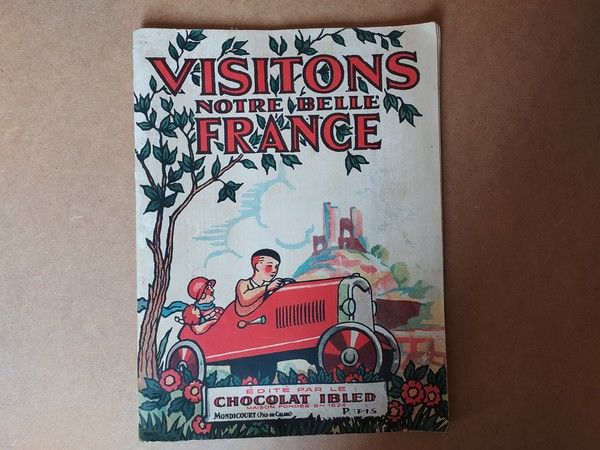 VISITONS
NOTRE BELLE
FRANCE
ÉDITÉ PAR LE
CHOCOLAT IBLED
MAISON FONDÉE EN 1824
MONDICOURT (PAS-DE-CALAIS) PARIS